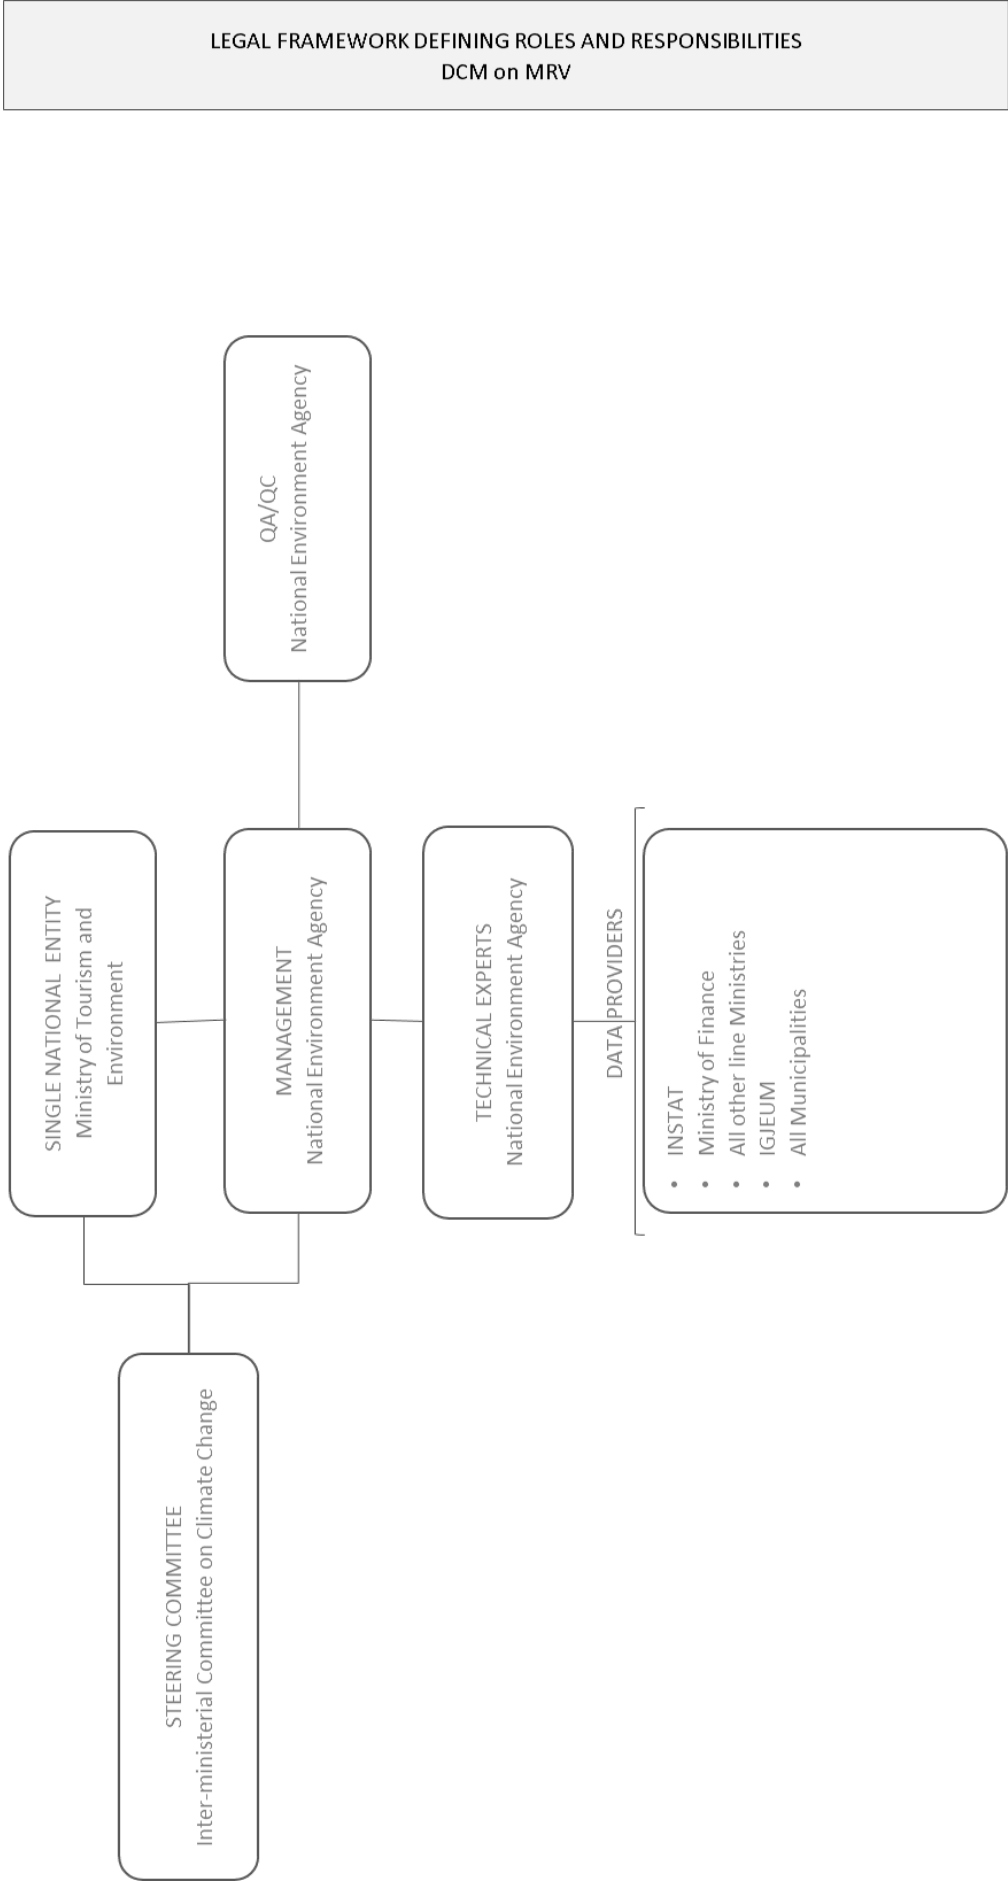 LEGAL FRAMEWORK DEFINING ROLES AND RESPONSIBILITIES
DCM on MRV
STEERING COMMITTEE
Inter-ministerial Committee on Climate Change
SINGLE NATIONAL ENTITY
Ministry of Tourism and
Environment
MANAGEMENT
National Environment Agency
QA/QC
National Environment Agency
TECHNICAL EXPERTS
National Environment Agency
DATA PROVIDERS
• INSTAT
• Ministry of Finance
• All other line Ministries
• IGJEUM
• All Municipalities